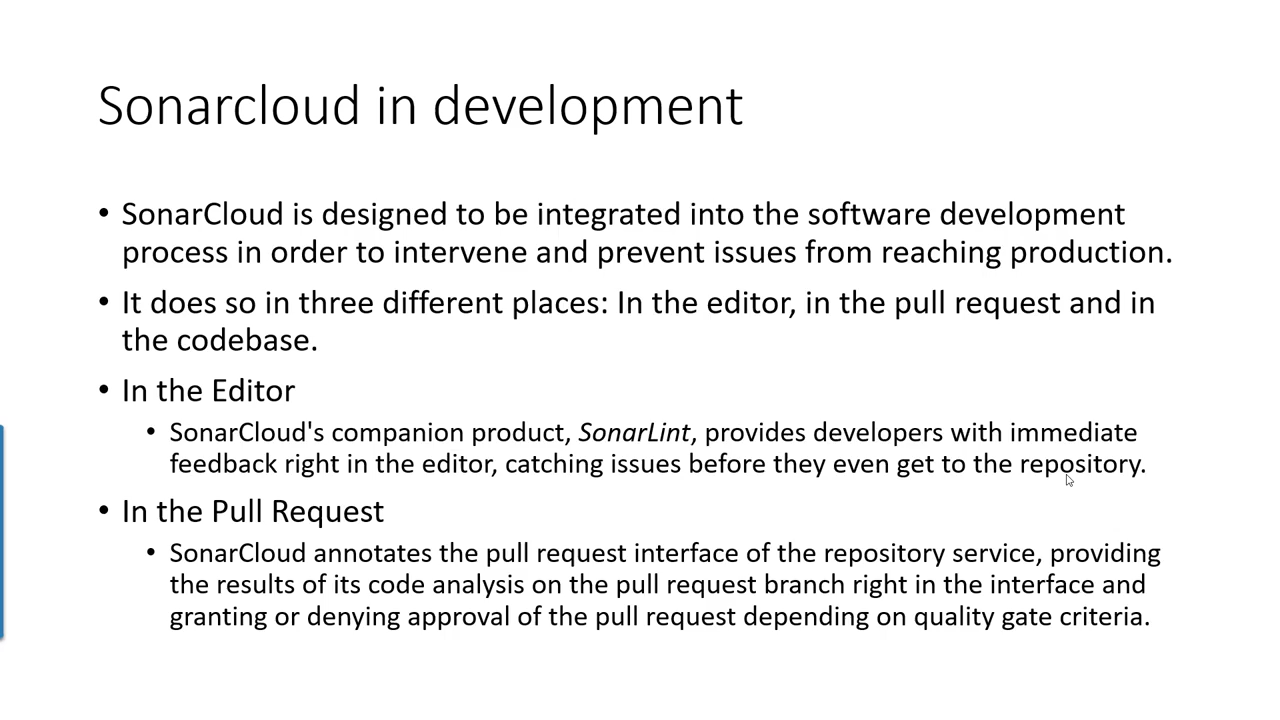 Sonarcloud in development
• SonarCloud is designed to be integrated into the software development
process in order to intervene and prevent issues from reaching production.
• It does so in three different places: In the editor, in the pull request and in
the codebase.
• In the Editor
• SonarCloud's companion product, SonarLint, provides developers with immediate
feedback right in the editor, catching issues before they even get to the repository.
• In the Pull Request
• SonarCloud annotates the pull request interface of the repository service, providing
the results of its code analysis on the pull request branch right in the interface and
granting or denying approval of the pull request depending on quality gate criteria.